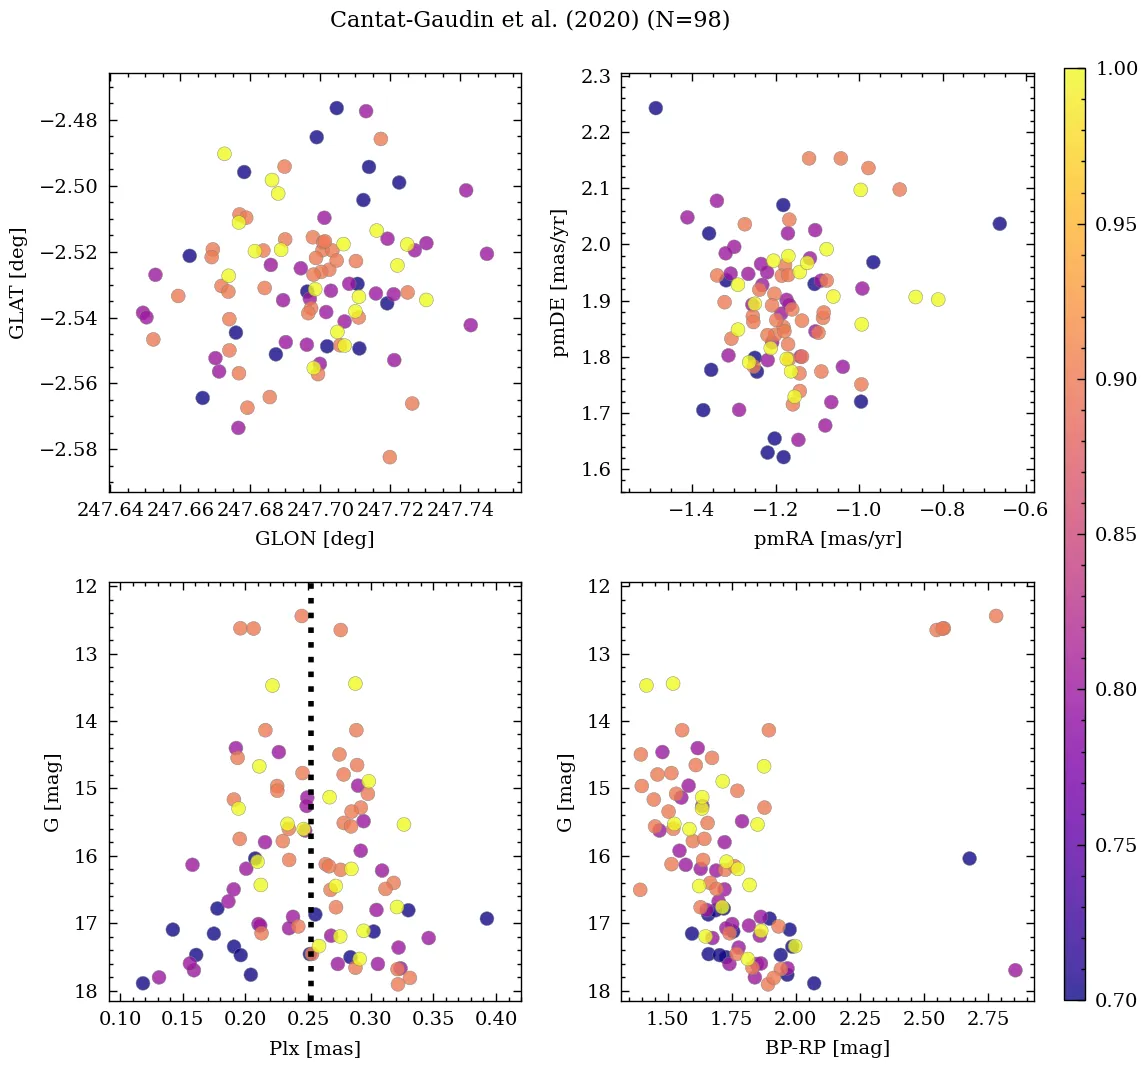 Cantat-Gaudin et al. (2020) (N=98)
−2.48
−2.50
−2.52
−2.54
−2.56
−2.58
GLAT [deg]
247.64 247.66 247.68 247.70 247.72 247.74
GLON [deg]
2.3
2.2
2.1
2.0
1.9
1.8
1.7
1.6
pmDE [mas/yr]
−1.4 −1.2 −1.0 −0.8 −0.6
pmRA [mas/yr]
12
13
14
15
16
17
18
G [mag]
0.10 0.15 0.20 0.25 0.30 0.35 0.40
Plx [mas]
12
13
14
15
16
17
18
G [mag]
1.50 1.75 2.00 2.25 2.50 2.75
BP-RP [mag]
1.00
0.95
0.90
0.85
0.80
0.75
0.70